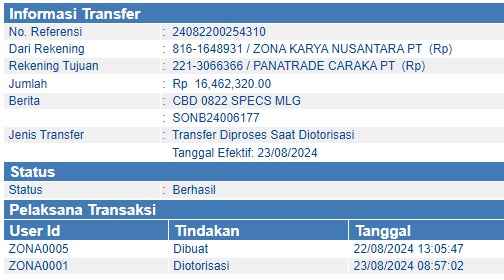 Informasi Transfer
No. Referensi : 24082200254310
Dari Rekening : 816-1648931 / ZONA KARYA NUSANTARA PT (Rp)
Rekening Tujuan : 221-3066366 / PANATRADE CARAKA PT (Rp)
Jumlah : Rp 16,462,320.00
Berita : CBD 0822 SPECS MLG
: SONB24006177
Jenis Transfer : Transfer Diproses Saat Diotorisasi
Tanggal Efektif: 23/08/2024
Status
Status : Berhasil
Pelaksana Transaksi
User Id Tindakan Tanggal
ZONA0005 Dibuat 22/08/2024 13:05:47
ZONA0001 Diotorisasi 23/08/2024 08:57:02